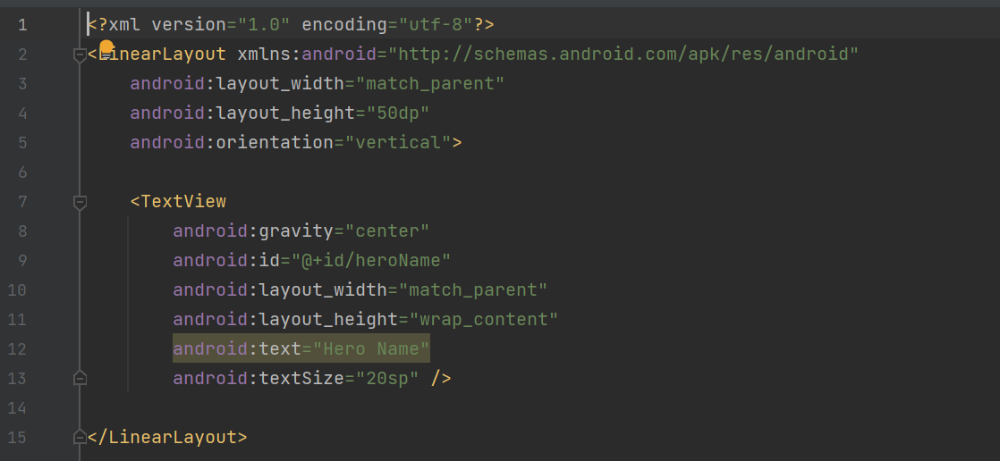 1 <?xml version="1.0" encoding="utf-8"?>
2 <LinearLayout xmlns:android="http://schemas.android.com/apk/res/android"
3     android:layout_width="match_parent"
4     android:layout_height="50dp"
5     android:orientation="vertical">
6
7     <TextView
8         android:gravity="center"
9         android:id="@+id/heroName"
10         android:layout_width="match_parent"
11         android:layout_height="wrap_content"
12         android:text="Hero Name"
13         android:textSize="20sp" />
14
15 </LinearLayout>